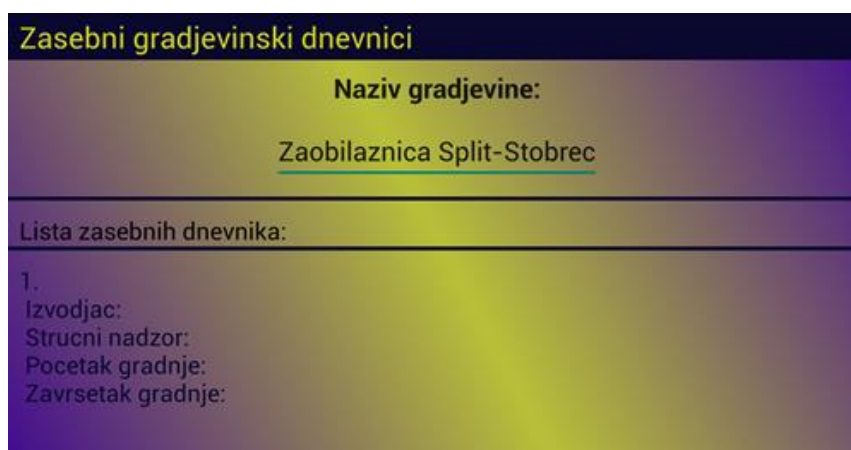 Zasebni gradjevinski dnevnici
Naziv gradjevine:
Zaobilaznica Split-Stobrec
Lista zasebnih dnevnika:
1.
Izvodjac:
Strucni nadzor:
Pocetak gradnje:
Zavrsetak gradnje: